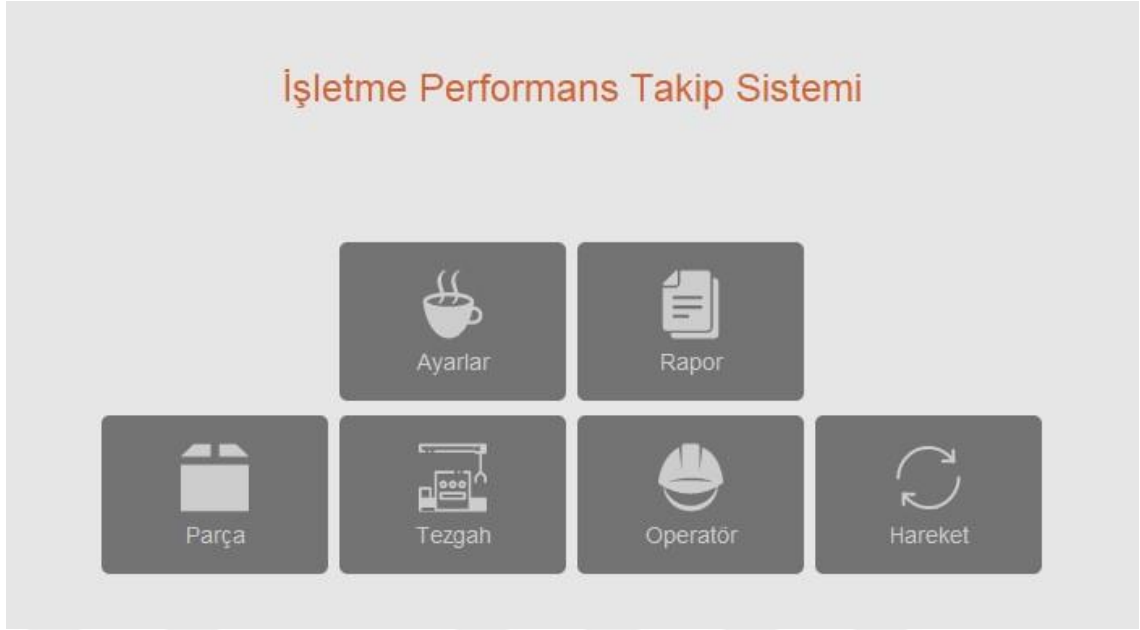 İşletme Performans Takip Sistemi
Ayarlar
Rapor
Parça
Tezgah
Operatör
Hareket